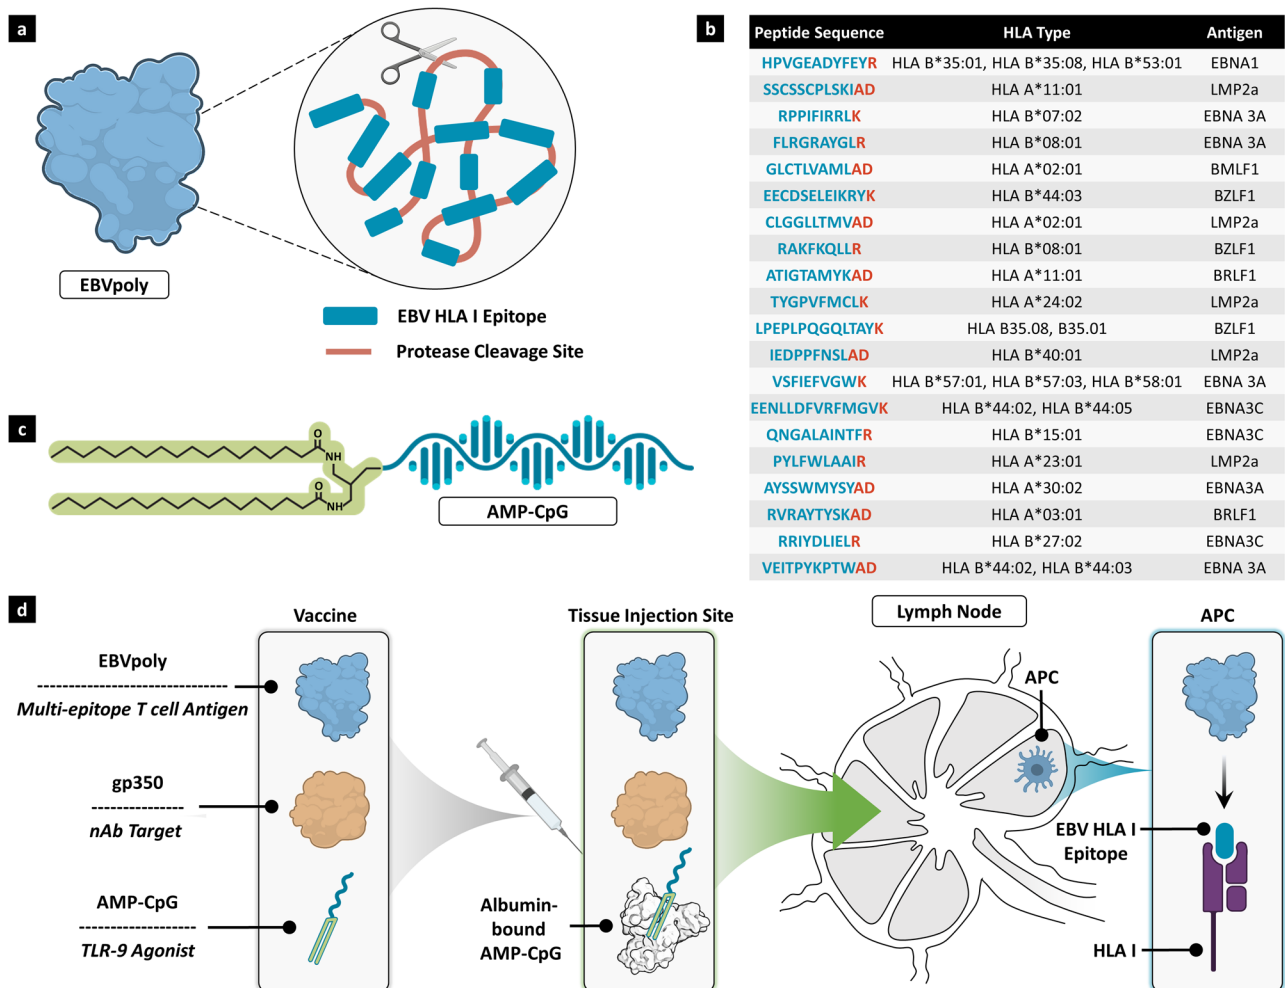 a
EBVpoly
EBV HLA I Epitope
Protease Cleavage Site
b
Peptide Sequence HLA Type Antigen
HPVGEADYFEYR HLA B*35:01, HLA B*35:08, HLA B*53:01 EBNA1
SSCSSCPLSKIAD HLA A*11:01 LMP2a
RPPIFIRRLK HLA B*07:02 EBNA 3A
FLRGRAYGLR HLA B*08:01 EBNA 3A
GLCTLVAMLAD HLA A*02:01 BMLF1
EECDSELEIKRYK HLA B*44:03 BZLF1
CLGGLLTMVAD HLA A*02:01 LMP2a
RAKFKQLLR HLA B*08:01 BZLF1
ATIGTAMYKAD HLA A*11:01 BRLF1
TYGPVFMCLK HLA A*24:02 LMP2a
LPEPLPQGQLTAYK HLA B35.08, B35.01 BZLF1
IEDPPFNSLAD HLA B*40:01 LMP2a
VSFIEFVGWK HLA B*57:01, HLA B*57:03, HLA B*58:01 EBNA 3A
EENLLDFVRFMGVK HLA B*44:02, HLA B*44:05 EBNA3C
QNGALAINTFR HLA B*15:01 EBNA3C
PYLFWLAAIR HLA A*23:01 LMP2a
AYSSWMYSYAD HLA A*30:02 EBNA3A
RVRAYTYSKAD HLA A*03:01 BRLF1
RRIYDLIELR HLA B*27:02 EBNA3C
VEITPYKPTWAD HLA B*44:02, HLA B*44:03 EBNA 3A
c
O
NH
O
NH
AMP-CpG
d
Vaccine
EBVpoly
Multi-epitope T cell Antigen
gp350
nAb Target
AMP-CpG
TLR-9 Agonist
Tissue Injection Site
Albumin-
bound
AMP-CpG
Lymph Node
APC
APC
EBV HLA I
Epitope
HLA I